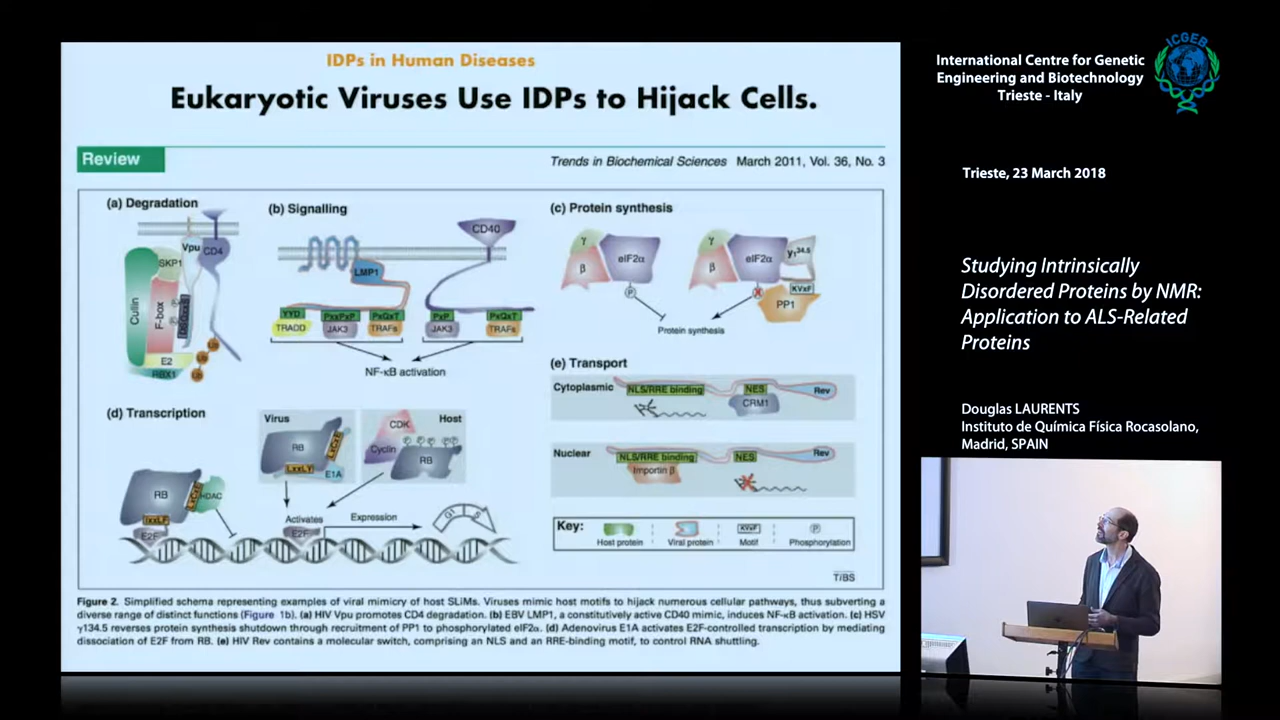 IDPs in Human Diseases
Eukaryotic Viruses Use IDPs to Hijack Cells.
Review
Trends in Biochemical Sciences March 2011, Vol. 36, No. 3
(a) Degradation
Vpu
CD4
SKP1
Cullin
F-box
E2
RBX1
Ub
Ub
Ub
(b) Signalling
CD40
LMP1
YYD
PxxPxP
PxQxT
PxP
PxQxT
TRADD
JAK3
TRAFs
JAK3
TRAFs
NF-κB activation
(c) Protein synthesis
γ
β
eIF2α
P
γ
β
eIF2α
γ134.5
KVxF
PP1
Protein synthesis
(d) Transcription
RB
LxCxE
HDAC
lxxLF
E2F
Virus
RB
LxCxE
LxxLY
E1A
Host
CDK
Cyclin
RB
Activates
E2F
Expression
G1
S
(e) Transport
Cytoplasmic
NLS/RRE binding
NES
Rev
CRM1
Nuclear
NLS/RRE binding
NES
Rev
Importin β
Key:
Host protein
Viral protein
KVxF
Motif
P
Phosphorylation
TiBS
Figure 2. Simplified schema representing examples of viral mimicry of host SLiMs. Viruses mimic host motifs to hijack numerous cellular pathways, thus subverting a
diverse range of distinct functions (Figure 1b). (a) HIV Vpu promotes CD4 degradation. (b) EBV LMP1, a constitutively active CD40 mimic, induces NF-κB activation. (c) HSV
γ134.5 reverses protein synthesis shutdown through recruitment of PP1 to phosphorylated eIF2α. (d) Adenovirus E1A activates E2F-controlled transcription by mediating
dissociation of E2F from RB. (e) HIV Rev contains a molecular switch, comprising an NLS and an RRE-binding motif, to control RNA shuttling.
International Centre for Genetic
Engineering and Biotechnology
Trieste - Italy
ICGEB
Trieste, 23 March 2018
Studying Intrinsically
Disordered Proteins by NMR:
Application to ALS-Related
Proteins
Douglas LAURENTS
Instituto de Química Física Rocasolano,
Madrid, SPAIN